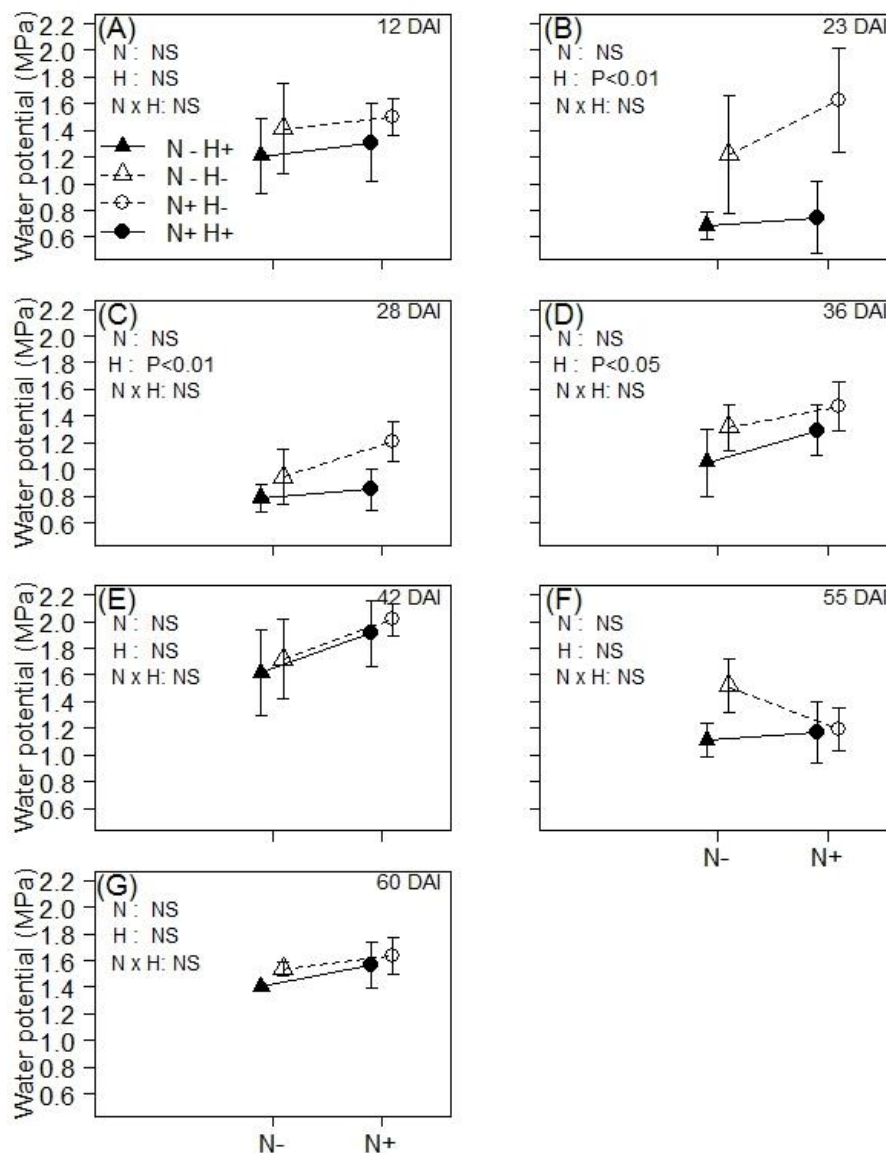 (A) 12 DAI
N : NS
H : NS
N x H: NS
N - H+
N - H-
N+ H-
N+ H+
Water potential (MPa)
2.2
2.0
1.8
1.6
1.4
1.2
1.0
0.8
0.6
(B) 23 DAI
N : NS
H : P<0.01
N x H: NS
(C) 28 DAI
N : NS
H : P<0.01
N x H: NS
Water potential (MPa)
2.2
2.0
1.8
1.6
1.4
1.2
1.0
0.8
0.6
(D) 36 DAI
N : NS
H : P<0.05
N x H: NS
(E) 42 DAI
N : NS
H : NS
N x H: NS
Water potential (MPa)
2.2
2.0
1.8
1.6
1.4
1.2
1.0
0.8
0.6
(F) 55 DAI
N : NS
H : NS
N x H: NS
N- N+
(G) 60 DAI
N : NS
H : NS
N x H: NS
Water potential (MPa)
2.2
2.0
1.8
1.6
1.4
1.2
1.0
0.8
0.6
N- N+